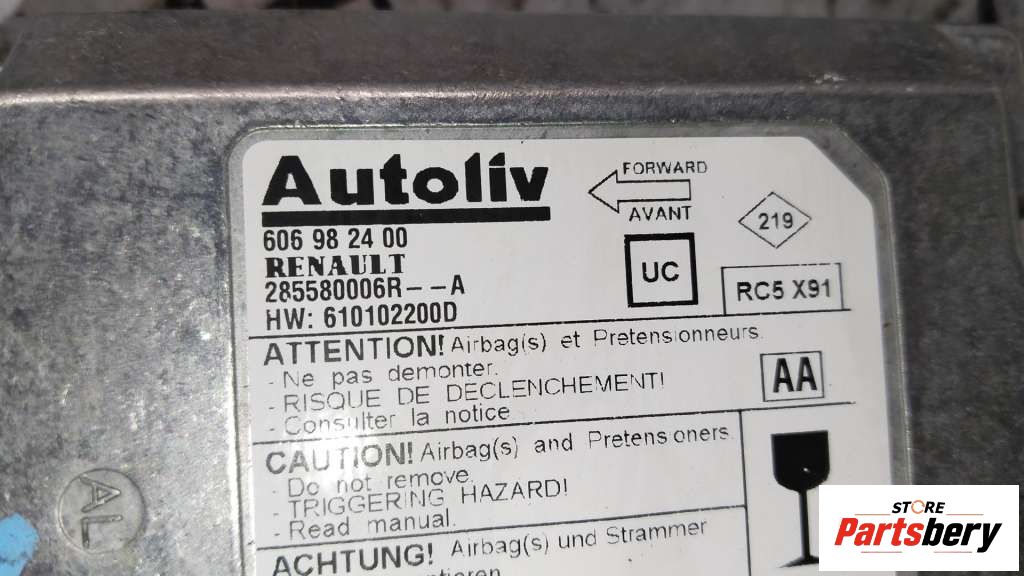 Autoliv
FORWARD
AVANT
219
606 98 24 00
RENAULT
285580006R--A
HW: 610102200D
UC
RC5 X91
ATTENTION! Airbag(s) et Pretensionneurs.
- Ne pas demonter.
- RISQUE DE DECLENCHEMENT!
- Consulter la notice
AA
CAUTION! Airbag(s) and Pretensioners.
- Do not remove.
- TRIGGERING HAZARD!
- Read manual.
ACHTUNG! Airbag(s) und Strammer
AL
STORE
Partsbery